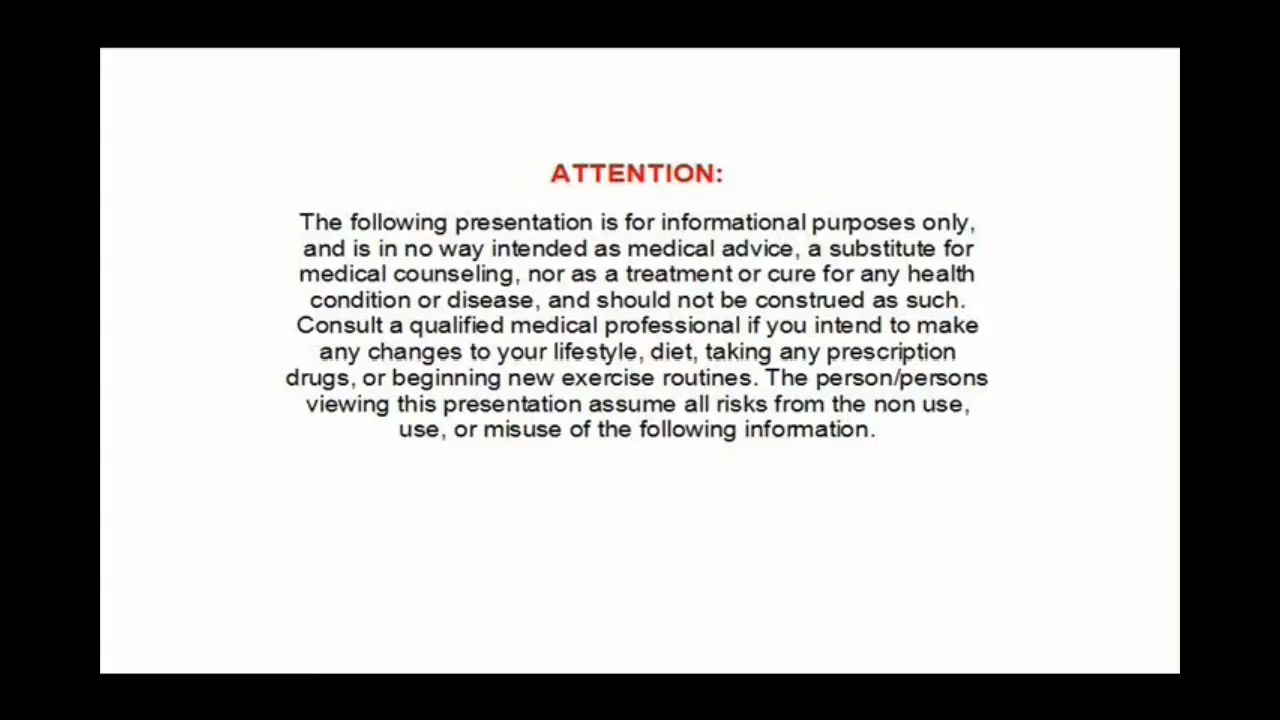 ATTENTION:
The following presentation is for informational purposes only,
and is in no way intended as medical advice, a substitute for
medical counseling, nor as a treatment or cure for any health
condition or disease, and should not be construed as such.
Consult a qualified medical professional if you intend to make
any changes to your lifestyle, diet, taking any prescription
drugs, or beginning new exercise routines. The person/persons
viewing this presentation assume all risks from the non use,
use, or misuse of the following information.